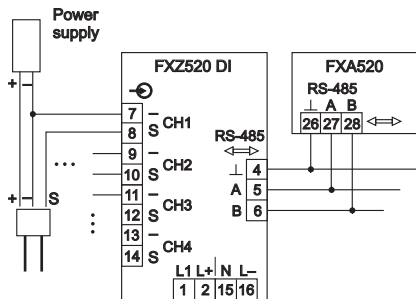 Power
supply
FXZ520 DI
FXA520
RS-485
⊥ A B
26 27 28
+ −
7 − CH1
8 S
RS-485
9 − CH2
10 S
⊥ 4
11 − CH3
12 S
A 5
+ − S
B 6
13 − CH4
14 S
L1 L+ N L−
1 2 15 16